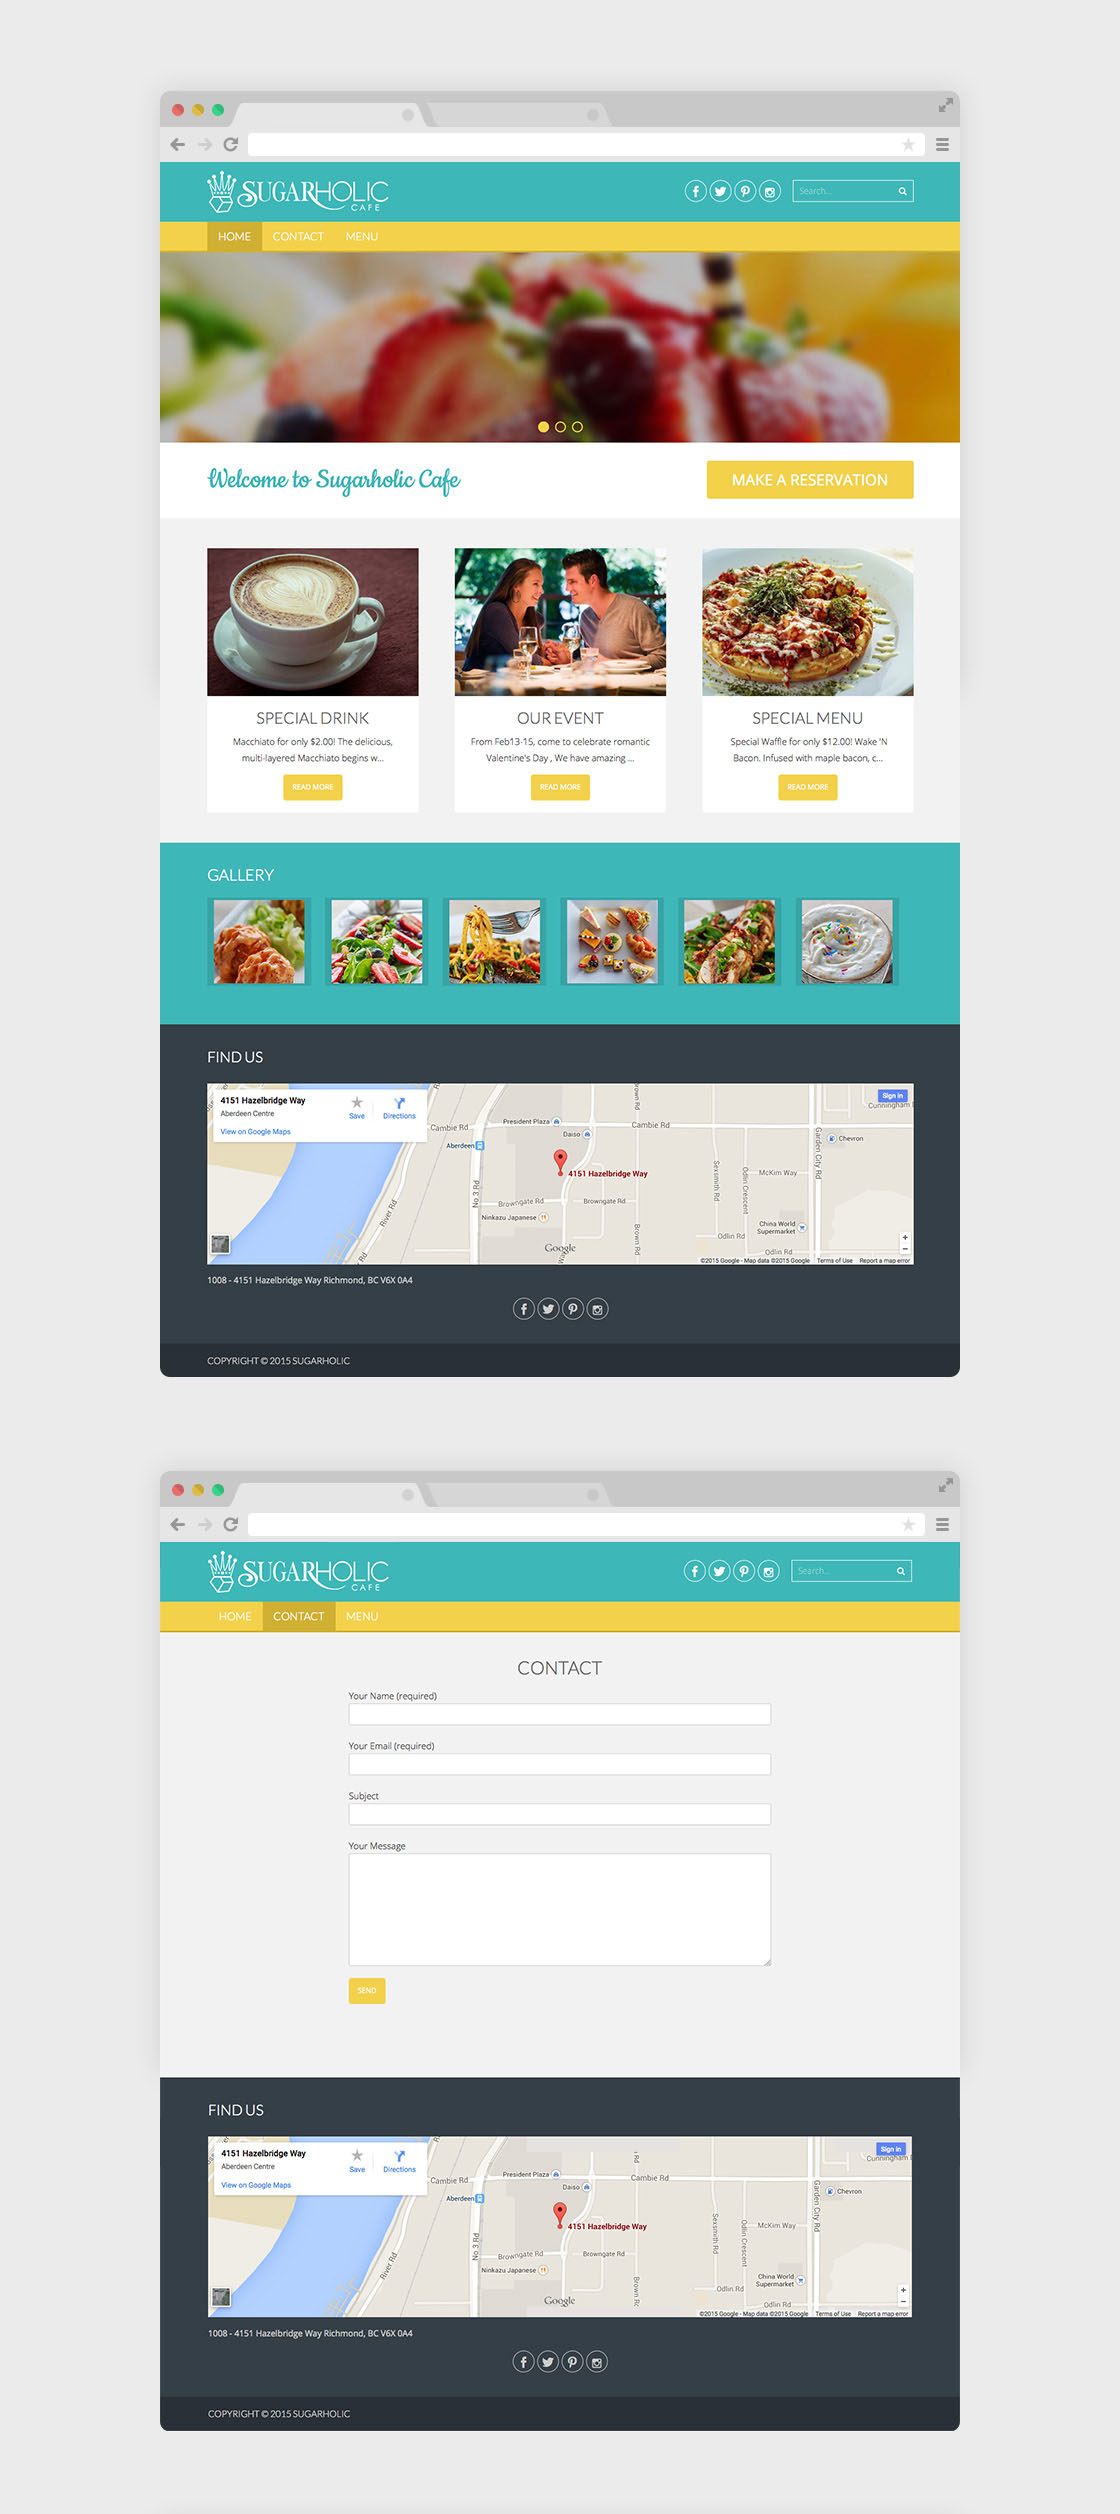 SUGARHOLIC
CAFE
Search...
HOME CONTACT MENU
Welcome to Sugarholic Cafe
MAKE A RESERVATION
SPECIAL DRINK
Macchiato for only $2.00! The delicious,
multi-layered Macchiato begins w...
READ MORE
OUR EVENT
From Feb13-15, come to celebrate romantic
Valentine's Day , We have amazing ...
READ MORE
SPECIAL MENU
Special Waffle for only $12.00! Wake 'N
Bacon. Infused with maple bacon, c...
READ MORE
GALLERY
FIND US
4151 Hazelbridge Way
Aberdeen Centre
View on Google Maps
Save
Directions
Sign in
Cambie Rd
President Plaza
Daiso
Cambie Rd
Brown Rd
Cunningham
Garden City Rd
Chevron
Aberdeen
4151 Hazelbridge Way
Sexsmith Rd
Odlin Crescent
McKim Way
No 3 Rd
River Rd
Browngate Rd
Browngate Rd
Ninkazu Japanese
Brown Rd
China World
Supermarket
Odlin Rd
Odlin Rd
Google
©2015 Google - Map data ©2015 Google
Terms of Use
Report a map error
1008 - 4151 Hazelbridge Way Richmond, BC V6X 0A4
COPYRIGHT © 2015 SUGARHOLIC
SUGARHOLIC
CAFE
Search...
HOME CONTACT MENU
CONTACT
Your Name (required)
Your Email (required)
Subject
Your Message
SEND
FIND US
4151 Hazelbridge Way
Aberdeen Centre
View on Google Maps
Save
Directions
Sign in
Cambie Rd
President Plaza
Daiso
Cambie Rd
Cunningham
Garden City Rd
Chevron
Aberdeen
4151 Hazelbridge Way
Sexsmith Rd
Odlin Crescent
McKim Way
No 3 Rd
River Rd
Browngate Rd
Browngate Rd
Ninkazu Japanese
China World
Supermarket
Odlin Rd
Odlin Rd
Google
©2015 Google - Map data ©2015 Google
Terms of Use
Report a map error
1008 - 4151 Hazelbridge Way Richmond, BC V6X 0A4
COPYRIGHT © 2015 SUGARHOLIC